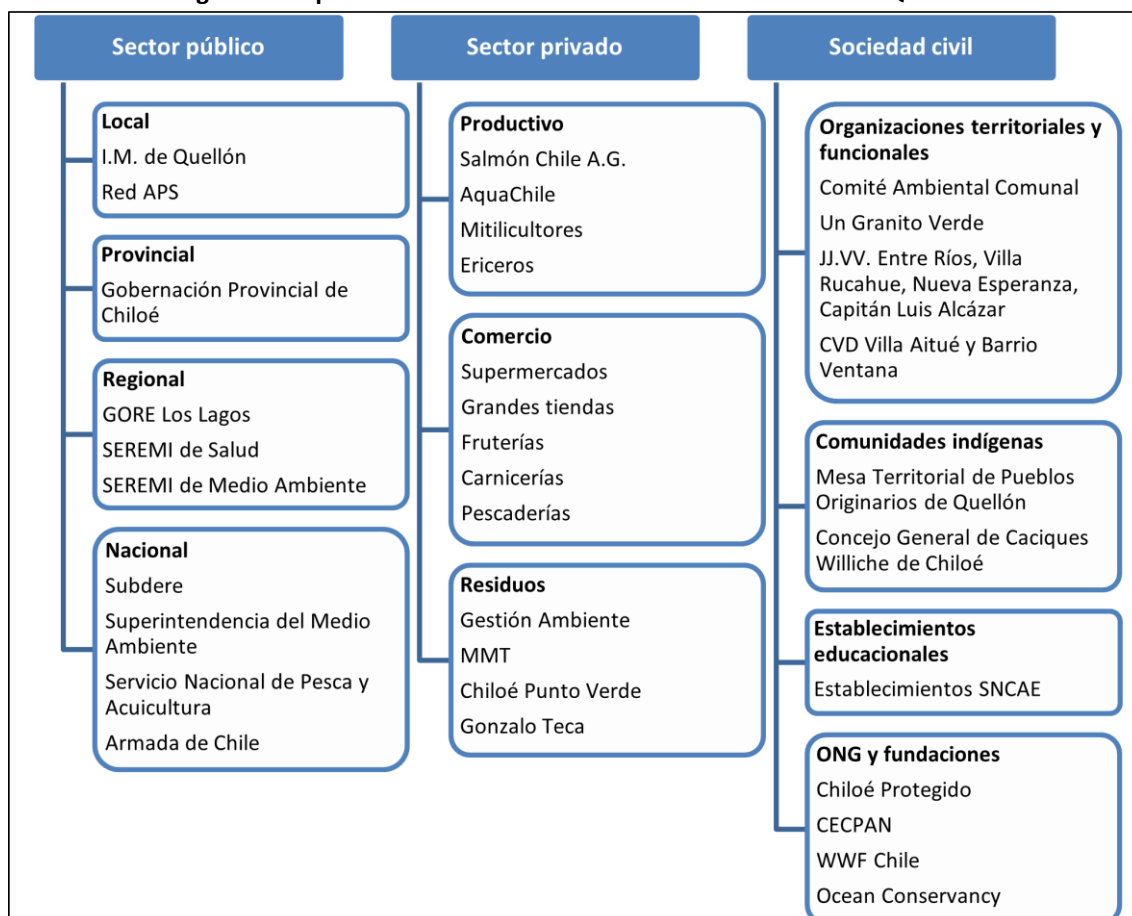 Sector público
Local
I.M. de Quellón
Red APS
Provincial
Gobernación Provincial de
Chiloé
Regional
GORE Los Lagos
SEREMI de Salud
SEREMI de Medio Ambiente
Nacional
Subdere
Superintendencia del Medio
Ambiente
Servicio Nacional de Pesca y
Acuicultura
Armada de Chile
Sector privado
Productivo
Salmón Chile A.G.
AquaChile
Mitilicultores
Ericeros
Comercio
Supermercados
Grandes tiendas
Fruterías
Carnicerías
Pescaderías
Residuos
Gestión Ambiente
MMT
Chiloé Punto Verde
Gonzalo Teca
Sociedad civil
Organizaciones territoriales y
funcionales
Comité Ambiental Comunal
Un Granito Verde
JJ.VV. Entre Ríos, Villa
Rucahue, Nueva Esperanza,
Capitán Luis Alcázar
CVD Villa Aitué y Barrio
Ventana
Comunidades indígenas
Mesa Territorial de Pueblos
Originarios de Quellón
Concejo General de Caciques
Williche de Chiloé
Establecimientos
educacionales
Establecimientos SNCAE
ONG y fundaciones
Chiloé Protegido
CECPAN
WWF Chile
Ocean Conservancy